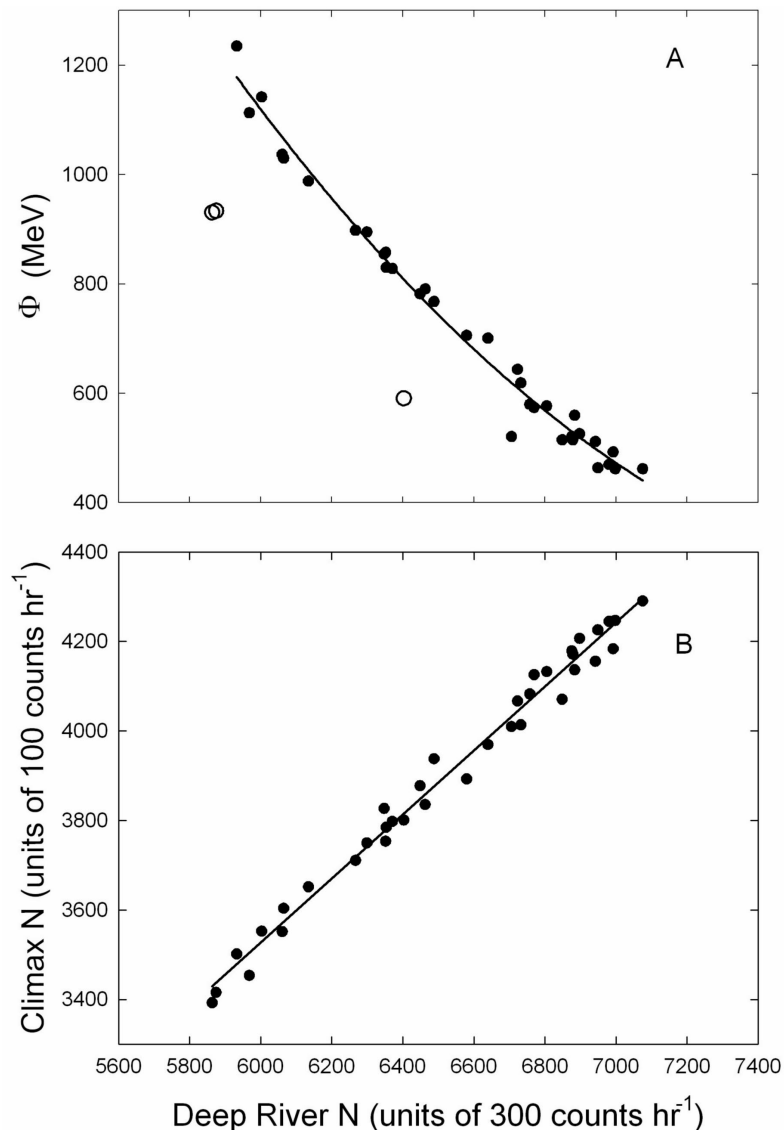 1200
1000
800
600
400
Φ (MeV)
A
4400
4200
4000
3800
3600
3400
Climax N (units of 100 counts hr-1)
B
5600 5800 6000 6200 6400 6600 6800 7000 7200 7400
Deep River N (units of 300 counts hr-1)